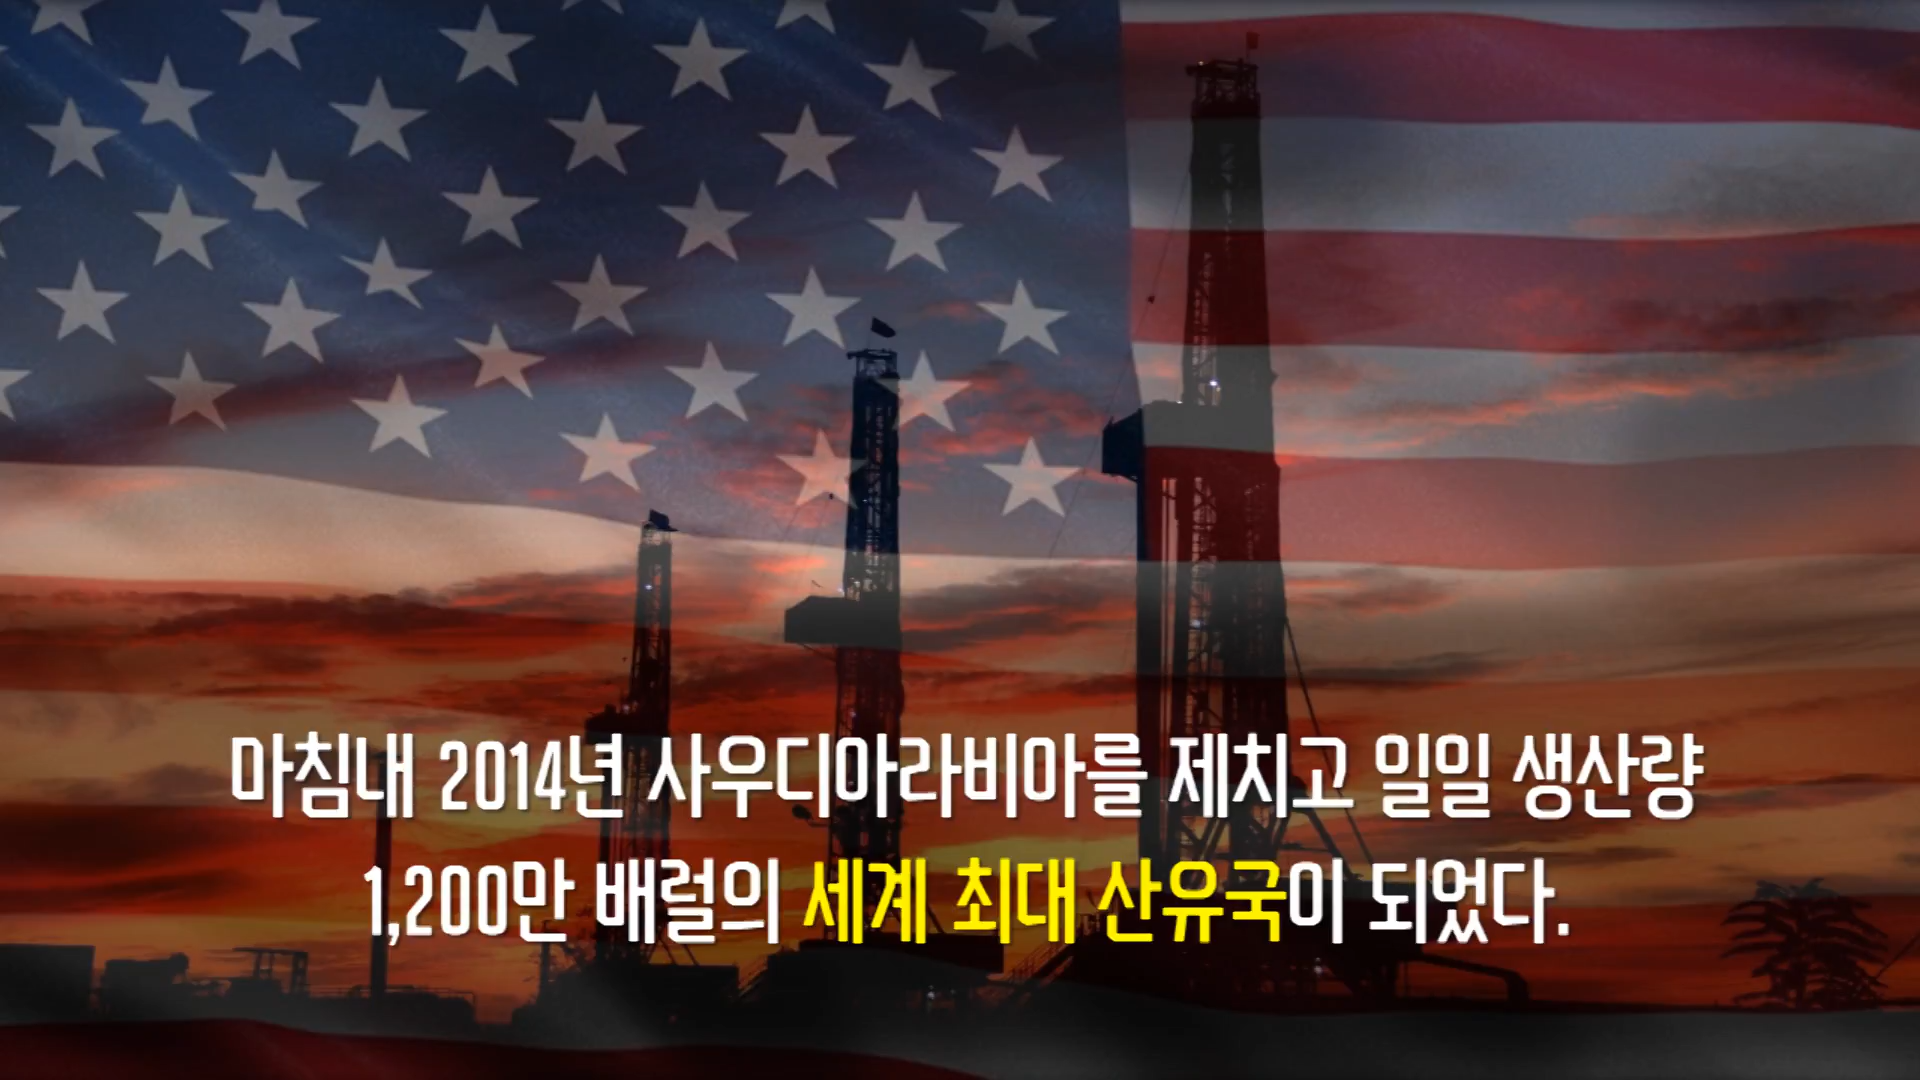 마침내 2014년 사우디아라비아를 제치고 일일 생산량
1,200만 배럴의 세계 최대 산유국이 되었다.